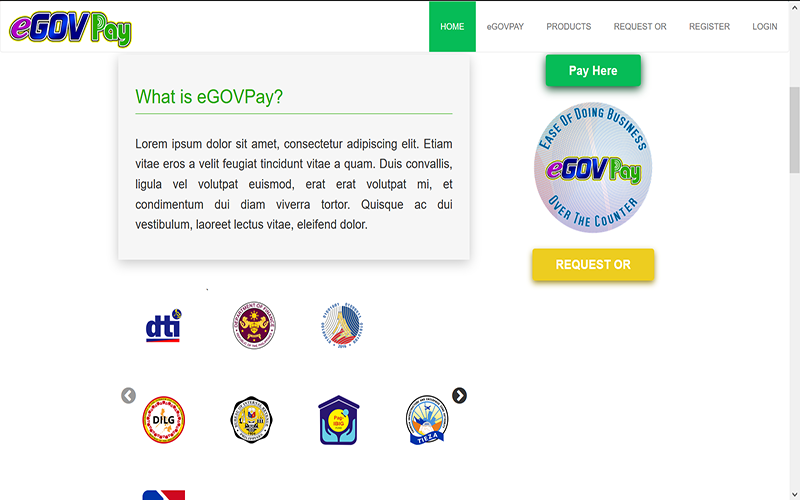 eGOVPay
HOME
eGOVPAY
PRODUCTS
REQUEST OR
REGISTER
LOGIN
What is eGOVPay?
Lorem ipsum dolor sit amet, consectetur adipiscing elit. Etiam
vitae eros a velit feugiat tincidunt vitae a quam. Duis convallis,
ligula vel volutpat euismod, erat erat volutpat mi, et
condimentum dui diam viverra tortor. Quisque ac dui
vestibulum, laoreet lectus vitae, eleifend dolor.
Pay Here
EASE OF DOING BUSINESS
eGOVPay
OVER THE COUNTER
REQUEST OR
dti
DEPARTMENT OF FINANCE
DILG
Pag-IBIG
TIEZA